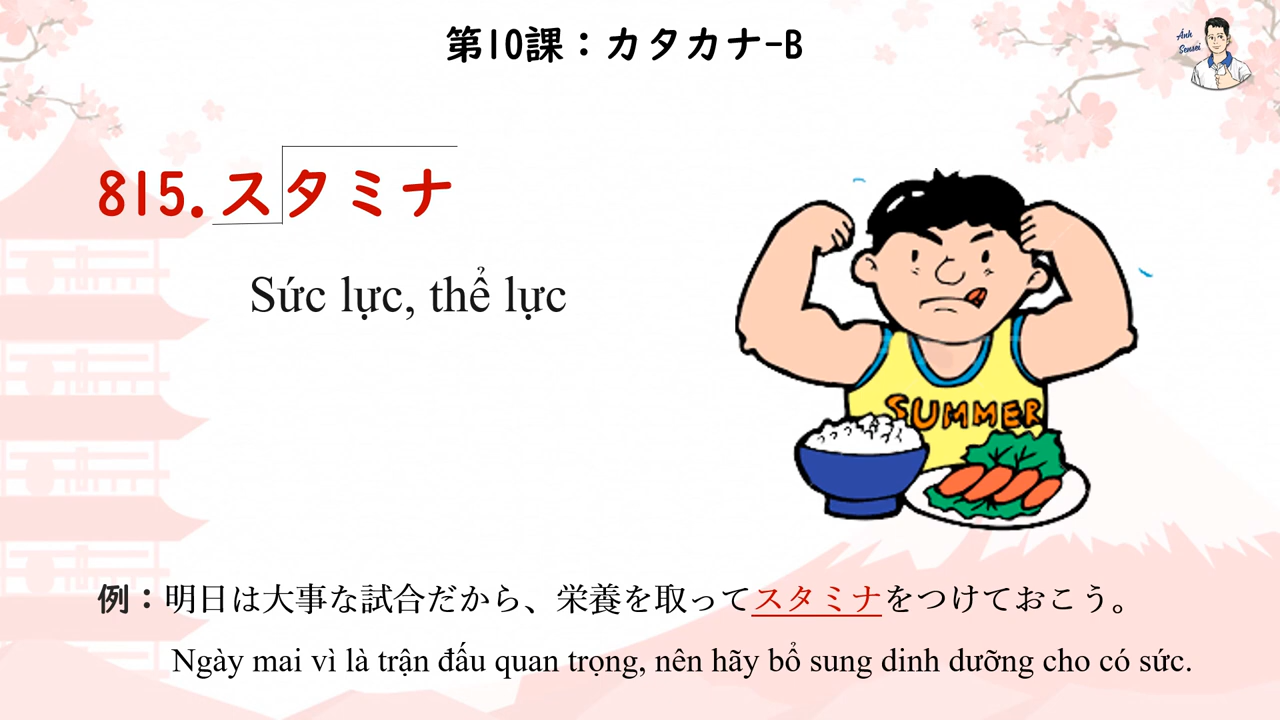 第10課：カタカナ-B
Ánh
Sensei
815.スタミナ
Sức lực, thể lực
SUMMER
例：明日は大事な試合だから、栄養を取ってスタミナをつけておこう。
Ngày mai vì là trận đấu quan trọng, nên hãy bổ sung dinh dưỡng cho có sức.